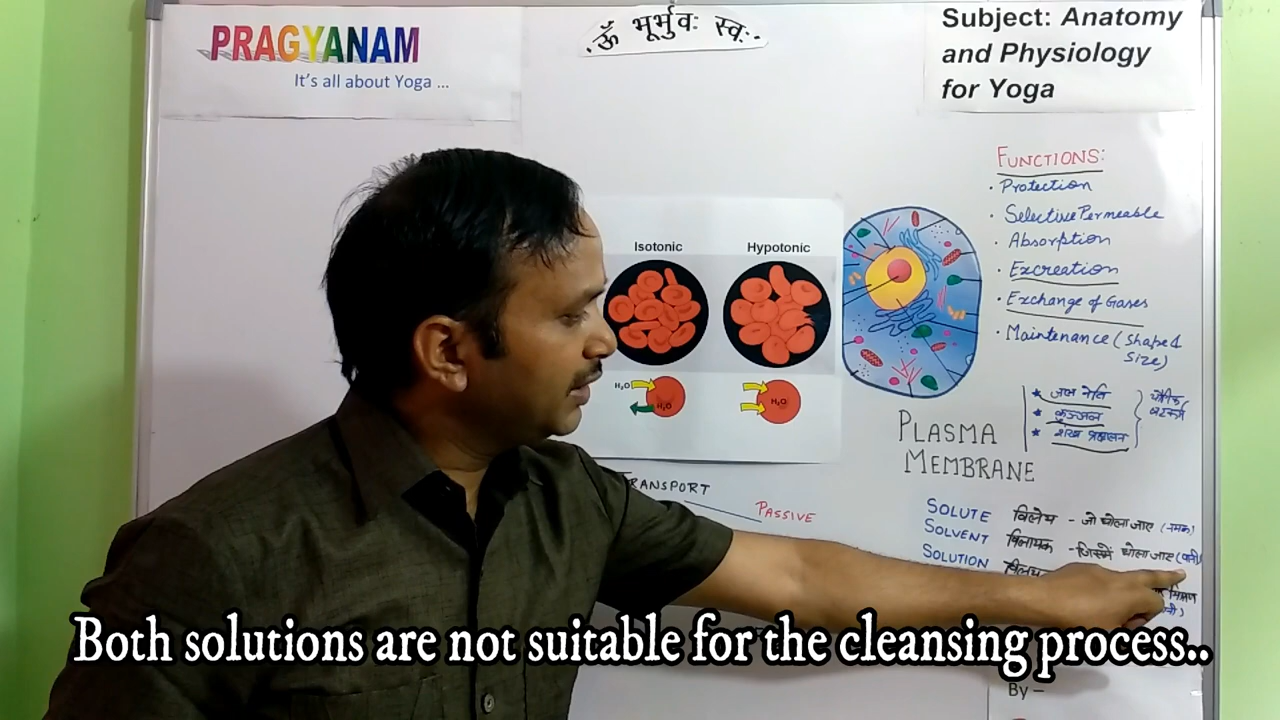 PRAGYANAM
It's all about Yoga ...
ॐ भूर्भुवः स्वः
Subject: Anatomy
and Physiology
for Yoga
FUNCTIONS:
• Protection
• Selective Permeable
• Absorption
• Excreation
• Exchange of Gases
• Maintenance (Shape &
Size)
Isotonic
Hypotonic
H₂O
H₂O
H₂O
* जल नेति
* कुञ्जल
* शंख प्रक्षालन
PLASMA
MEMBRANE
TRANSPORT
PASSIVE
SOLUTE विलेय - जो घोला जाए (नमक)
SOLVENT विलायक - जिसमें घोला जाए (पानी)
SOLUTION
Both solutions are not suitable for the cleansing process..
By –